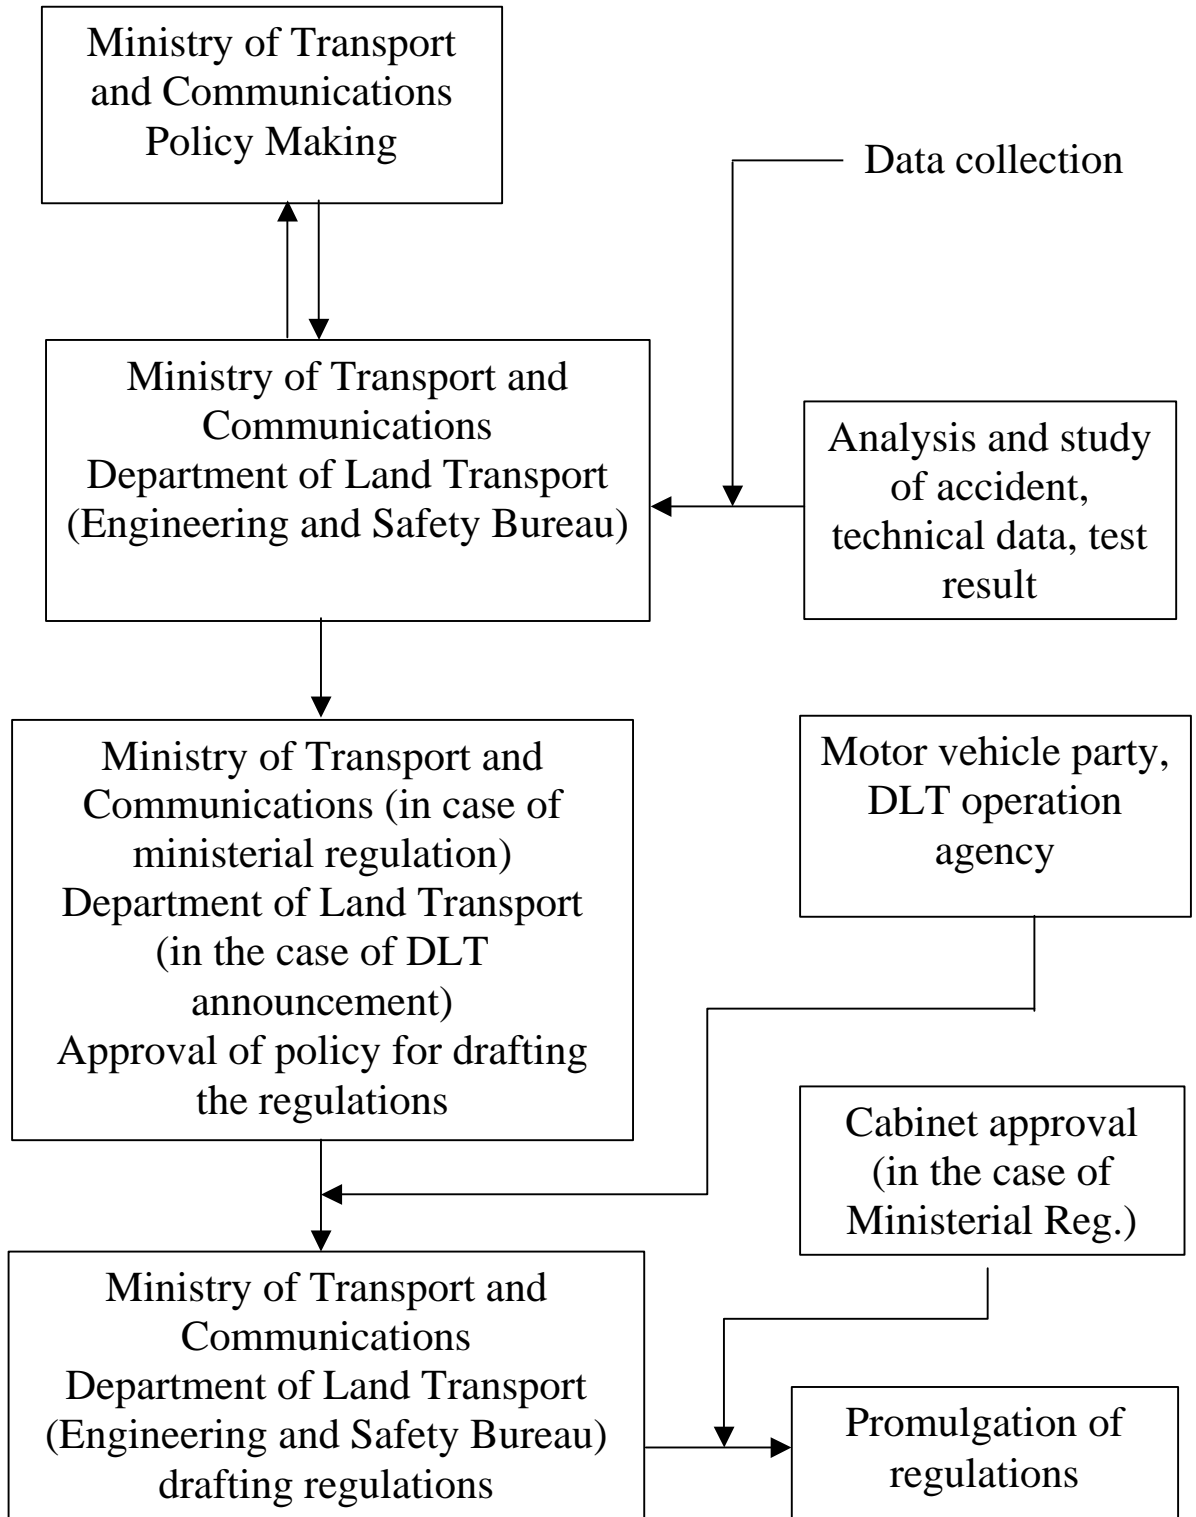 Ministry of Transport
and Communications
Policy Making
Data collection
Ministry of Transport and
Communications
Department of Land Transport
(Engineering and Safety Bureau)
Analysis and study
of accident,
technical data, test
result
Ministry of Transport and
Communications (in case of
ministerial regulation)
Department of Land Transport
(in the case of DLT
announcement)
Approval of policy for drafting
the regulations
Motor vehicle party,
DLT operation
agency
Cabinet approval
(in the case of
Ministerial Reg.)
Ministry of Transport and
Communications
Department of Land Transport
(Engineering and Safety Bureau)
drafting regulations
Promulgation of
regulations